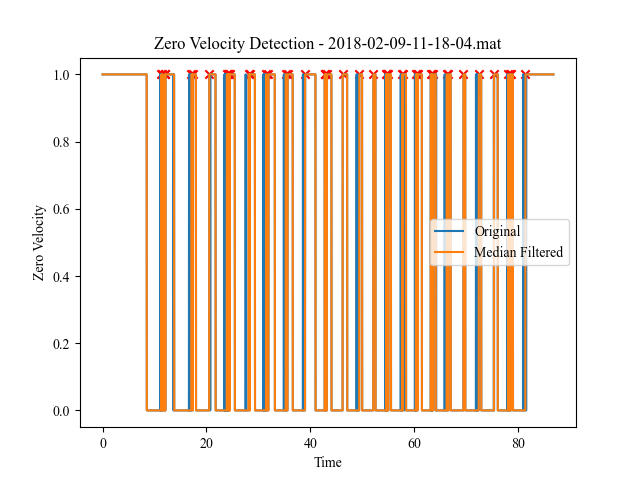 Zero Velocity Detection - 2018-02-09-11-18-04.mat
1.0
0.8
0.6
0.4
0.2
0.0
Zero Velocity
Original
Median Filtered
0
20
40
60
80
Time